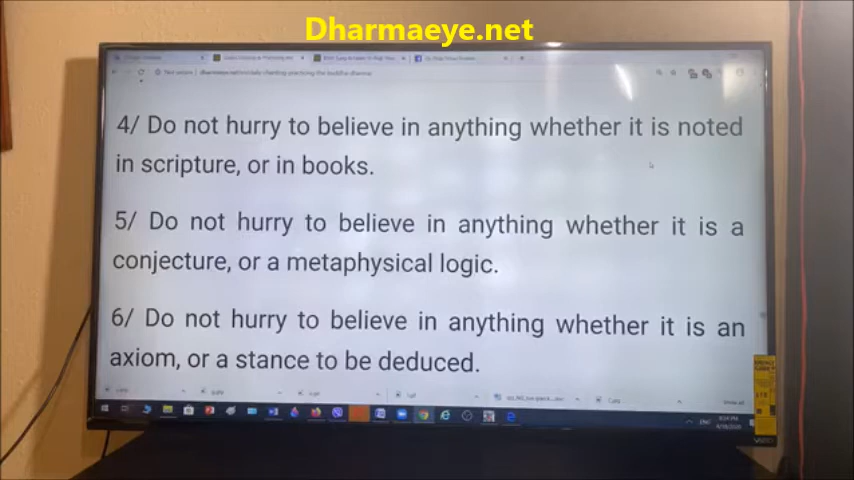 Dharmaeye.net
4/ Do not hurry to believe in anything whether it is noted
in scripture, or in books.
5/ Do not hurry to believe in anything whether it is a
conjecture, or a metaphysical logic.
6/ Do not hurry to believe in anything whether it is an
axiom, or a stance to be deduced.
VIZIO